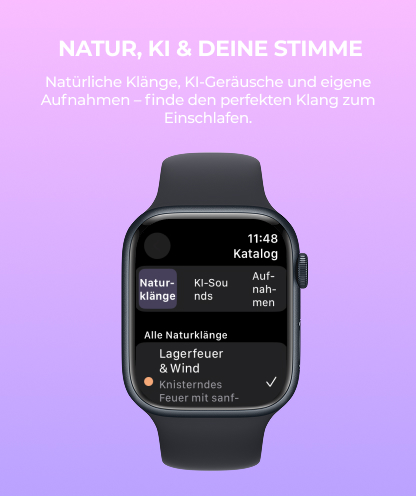 NATUR, KI & DEINE STIMME
Natürliche Klänge, KI-Geräusche und eigene
Aufnahmen – finde den perfekten Klang zum
Einschlafen.
11:48
Katalog
Natur-
klänge
KI-Sou
nds
Auf-
nah-
men
Alle Naturklänge
Lagerfeuer
& Wind
Knisterndes
Feuer mit sanf-